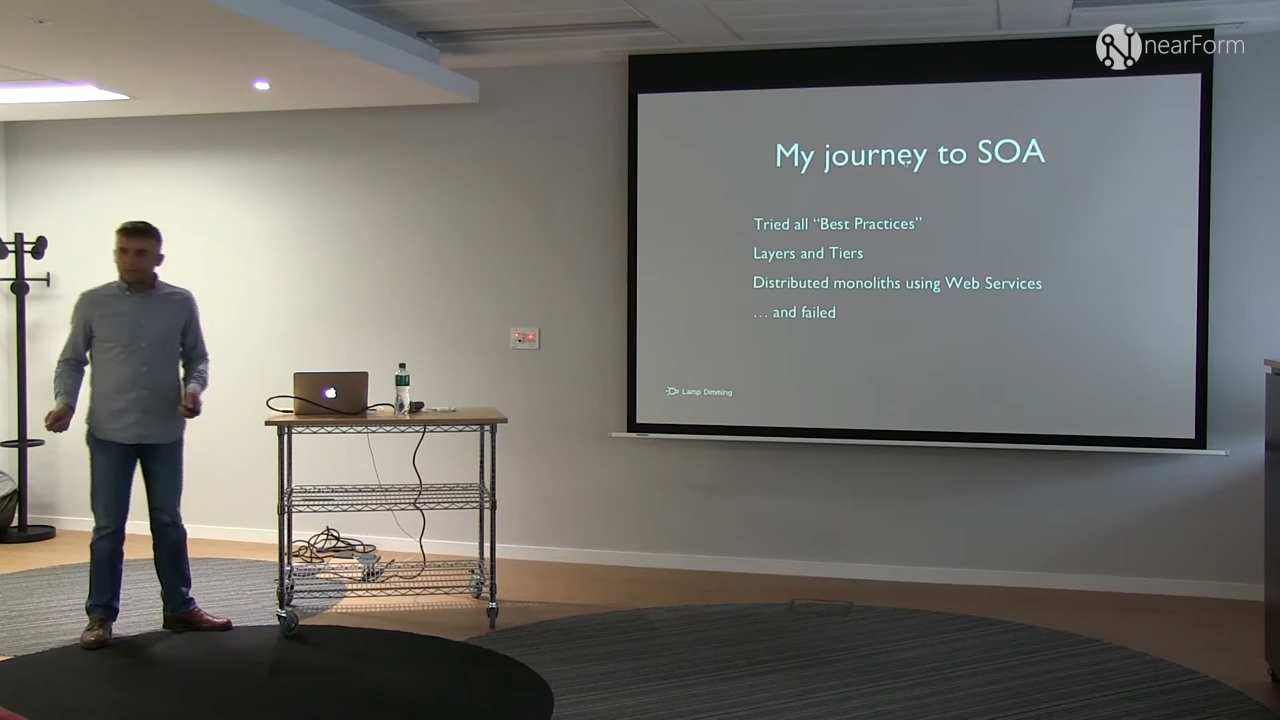 nearForm
My journey to SOA
Tried all “Best Practices”
Layers and Tiers
Distributed monoliths using Web Services
... and failed
Lamp Dimming